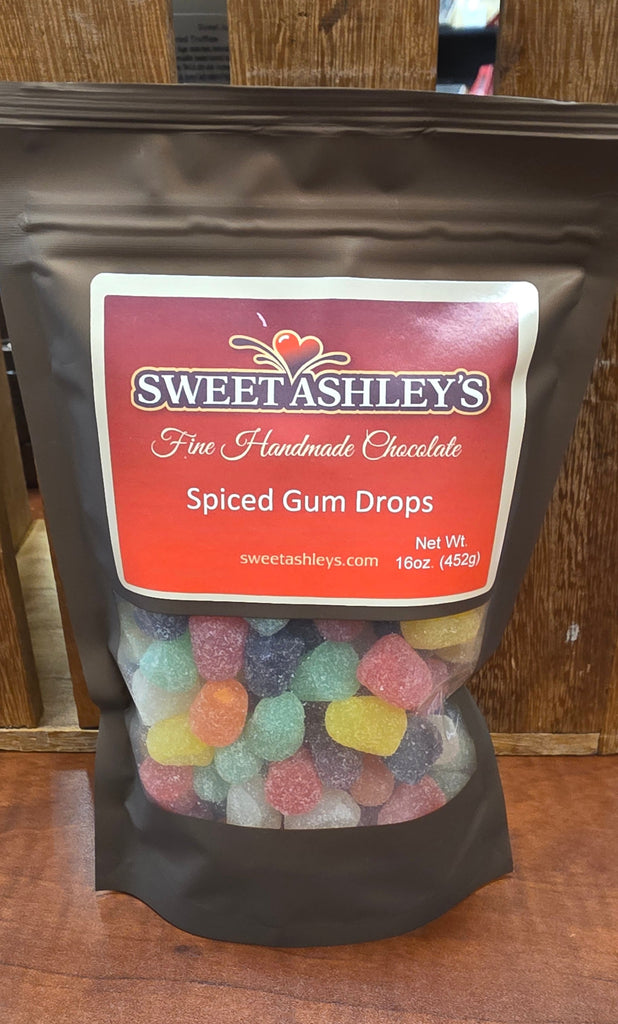 SWEET ASHLEY'S
Fine Handmade Chocolate
Spiced Gum Drops
Net Wt.
sweetashleys.com 16oz. (452g)